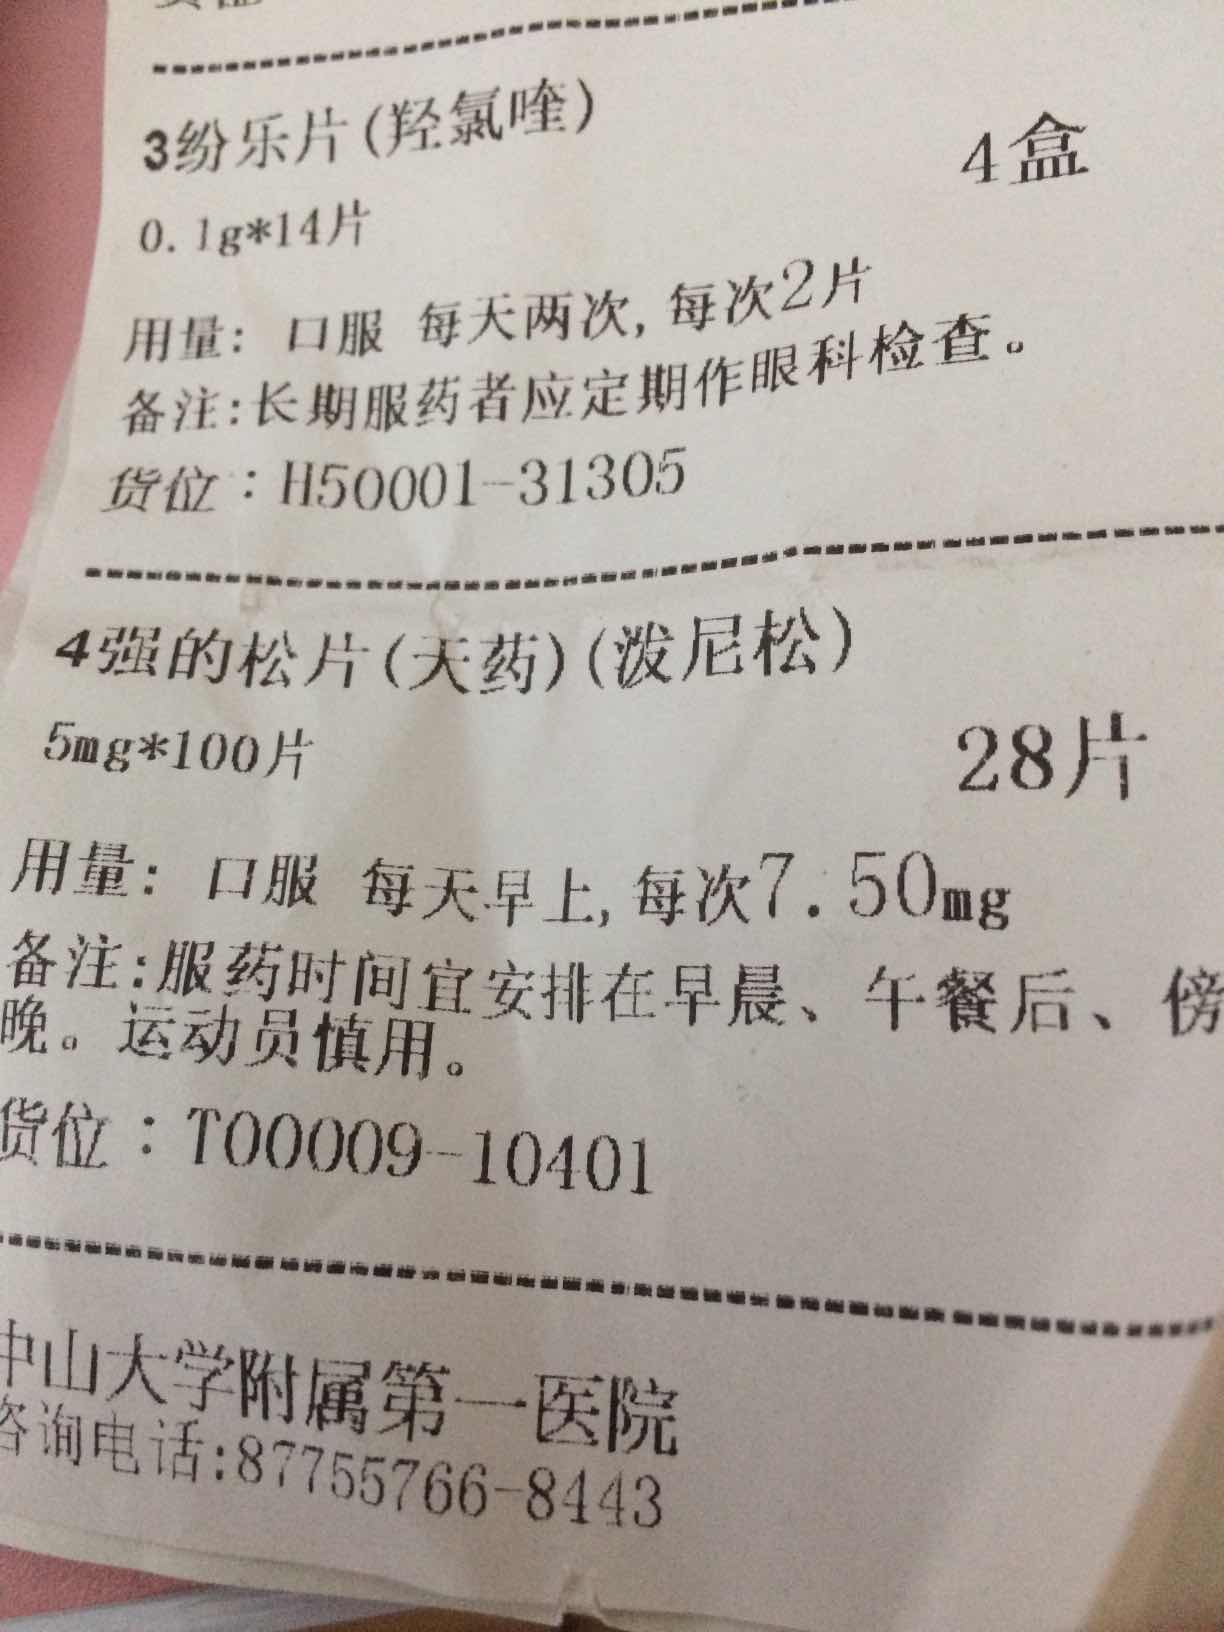 3纷乐片(羟氯喹)
4盒
0.1g*14片
用量: 口服 每天两次,每次2片
备注:长期服药者应定期作眼科检查。
货位:H50001-31305
4强的松片(天药)(泼尼松)
5mg*100片
28片
用量: 口服 每天早上,每次7.50mg
备注:服药时间宜安排在早晨、午餐后、傍
晚。运动员慎用。
货位:T00009-10401
中山大学附属第一医院
咨询电话:87755766-8443